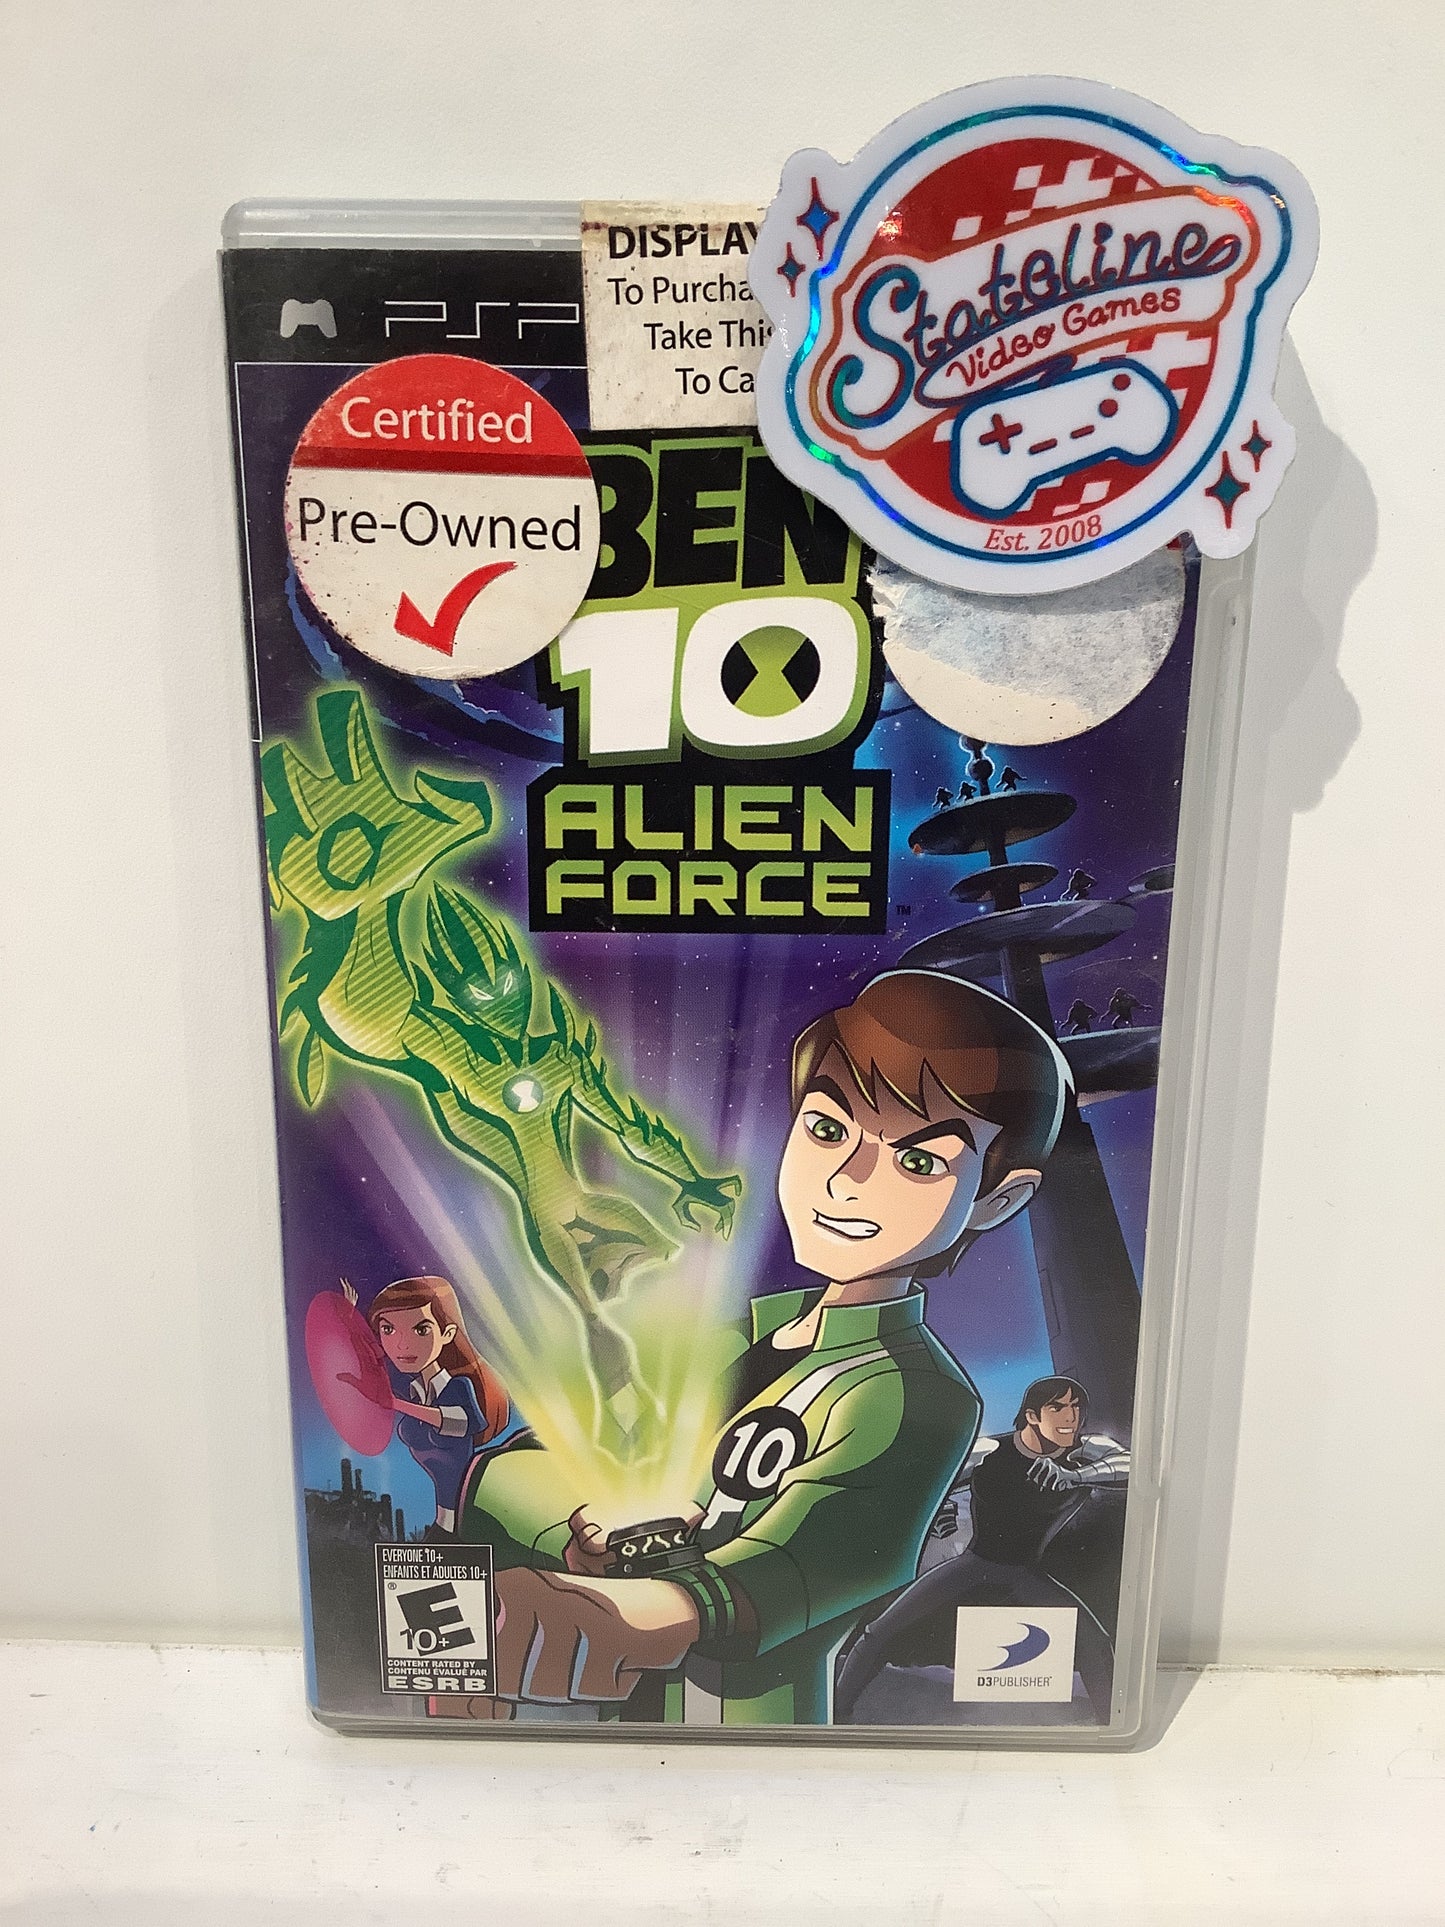 DISPLAY
To Purcha
Take This
To Ca
Stateline
Video Games
Est. 2008
PSP
Certified
Pre-Owned
BEN
10
ALIEN
FORCE
TM
10
EVERYONE 10+
ENFANTS ET ADULTES 10+
®
E
10+
CONTENT RATED BY
CONTENU ÉVALUÉ PAR
ESRB
D3PUBLISHER